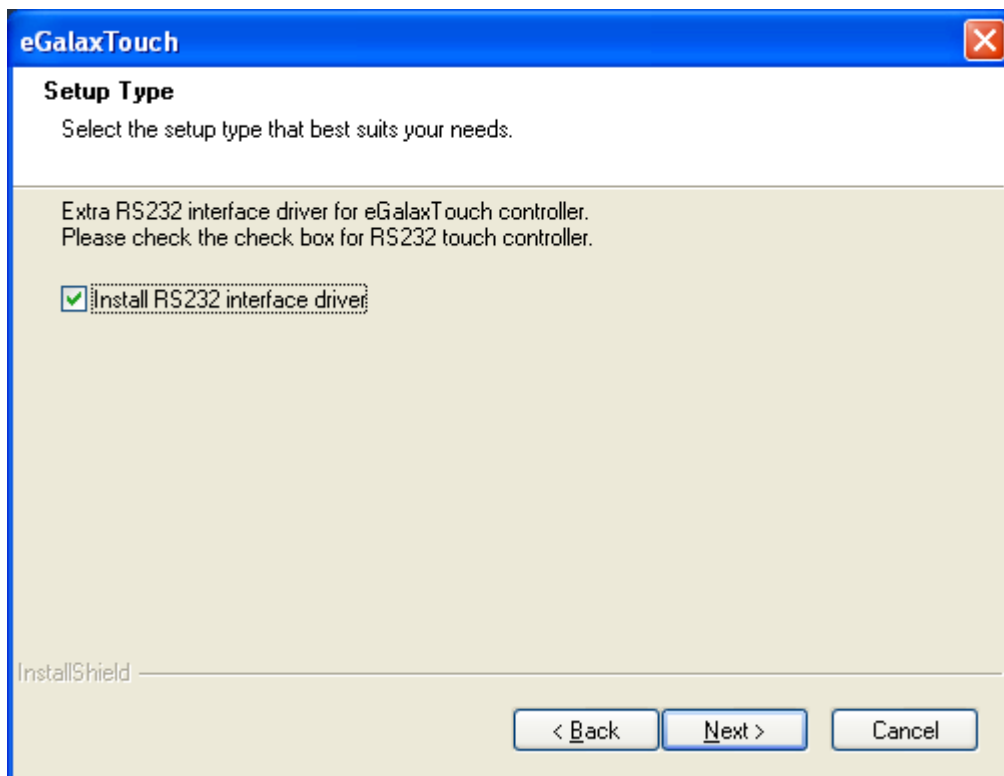 eGalaxTouch
Setup Type
Select the setup type that best suits your needs.
Extra RS232 interface driver for eGalaxTouch controller.
Please check the check box for RS232 touch controller.
Install RS232 interface driver
InstallShield
< Back Next > Cancel